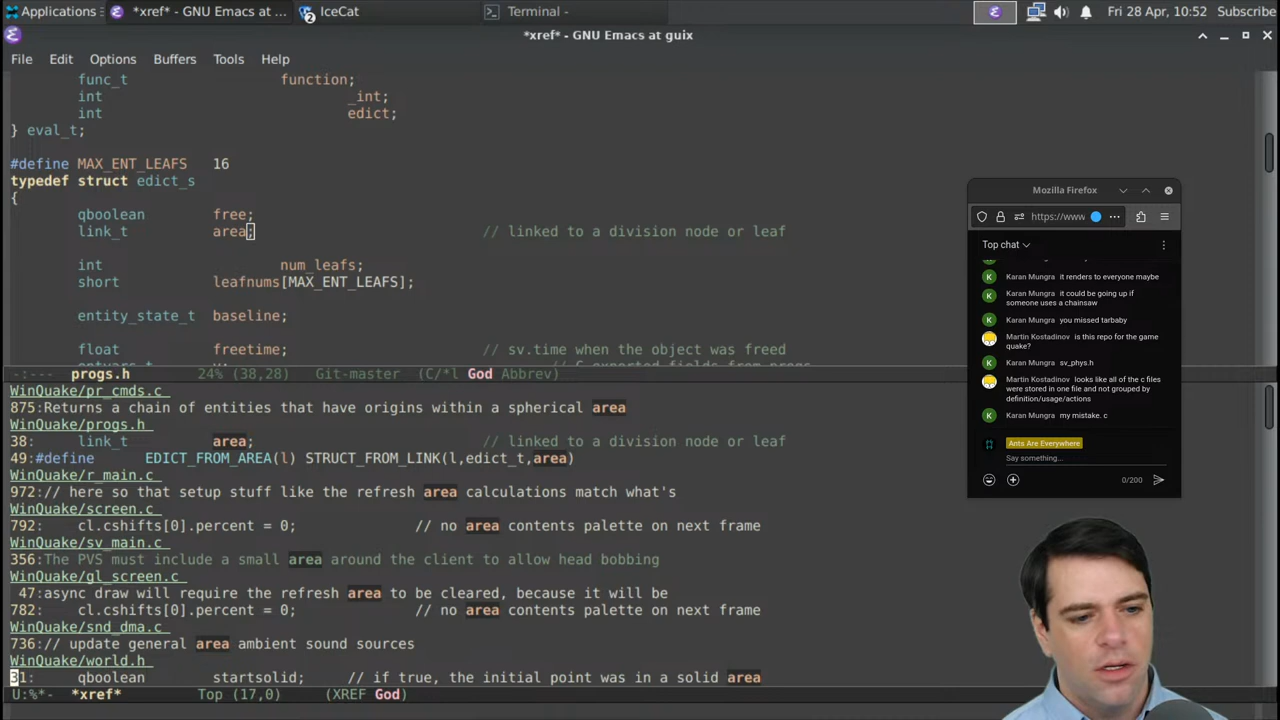 Applications
*xref* - GNU Emacs at ...
2
IceCat
Terminal -
Fri 28 Apr, 10:52
Subscribe
*xref* - GNU Emacs at guix
File Edit Options Buffers Tools Help
func_t function;
int _int;
int edict;
} eval_t;
#define MAX_ENT_LEAFS 16
typedef struct edict_s
{
qboolean free;
link_t area; // linked to a division node or leaf
int num_leafs;
short leafnums[MAX_ENT_LEAFS];
entity_state_t baseline;
float freetime; // sv.time when the object was freed
-:--- progs.h 24% (38,28) Git-master (C/*l God Abbrev)
WinQuake/pr_cmds.c
875:Returns a chain of entities that have origins within a spherical area
WinQuake/progs.h
38: link_t area; // linked to a division node or leaf
49:#define EDICT_FROM_AREA(l) STRUCT_FROM_LINK(l,edict_t,area)
WinQuake/r_main.c
972:// here so that setup stuff like the refresh area calculations match what's
WinQuake/screen.c
792: cl.cshifts[0].percent = 0; // no area contents palette on next frame
WinQuake/sv_main.c
356:The PVS must include a small area around the client to allow head bobbing
WinQuake/gl_screen.c
47:async draw will require the refresh area to be cleared, because it will be
782: cl.cshifts[0].percent = 0; // no area contents palette on next frame
WinQuake/snd_dma.c
736:// update general area ambient sound sources
WinQuake/world.h
31: qboolean startsolid; // if true, the initial point was in a solid area
U:%*- *xref* Top (17,0) (XREF God)
Mozilla Firefox
https://www
Top chat
K Karan Mungra it renders to everyone maybe
K Karan Mungra it could be going up if
someone uses a chainsaw
K Karan Mungra you missed tarbaby
Martin Kostadinov is this repo for the game
quake?
K Karan Mungra sv_phys.h
Martin Kostadinov looks like all of the c files
were stored in one file and not grouped by
definition/usage/actions
K Karan Mungra my mistake. c
Ants Are Everywhere
Say something...
0/200